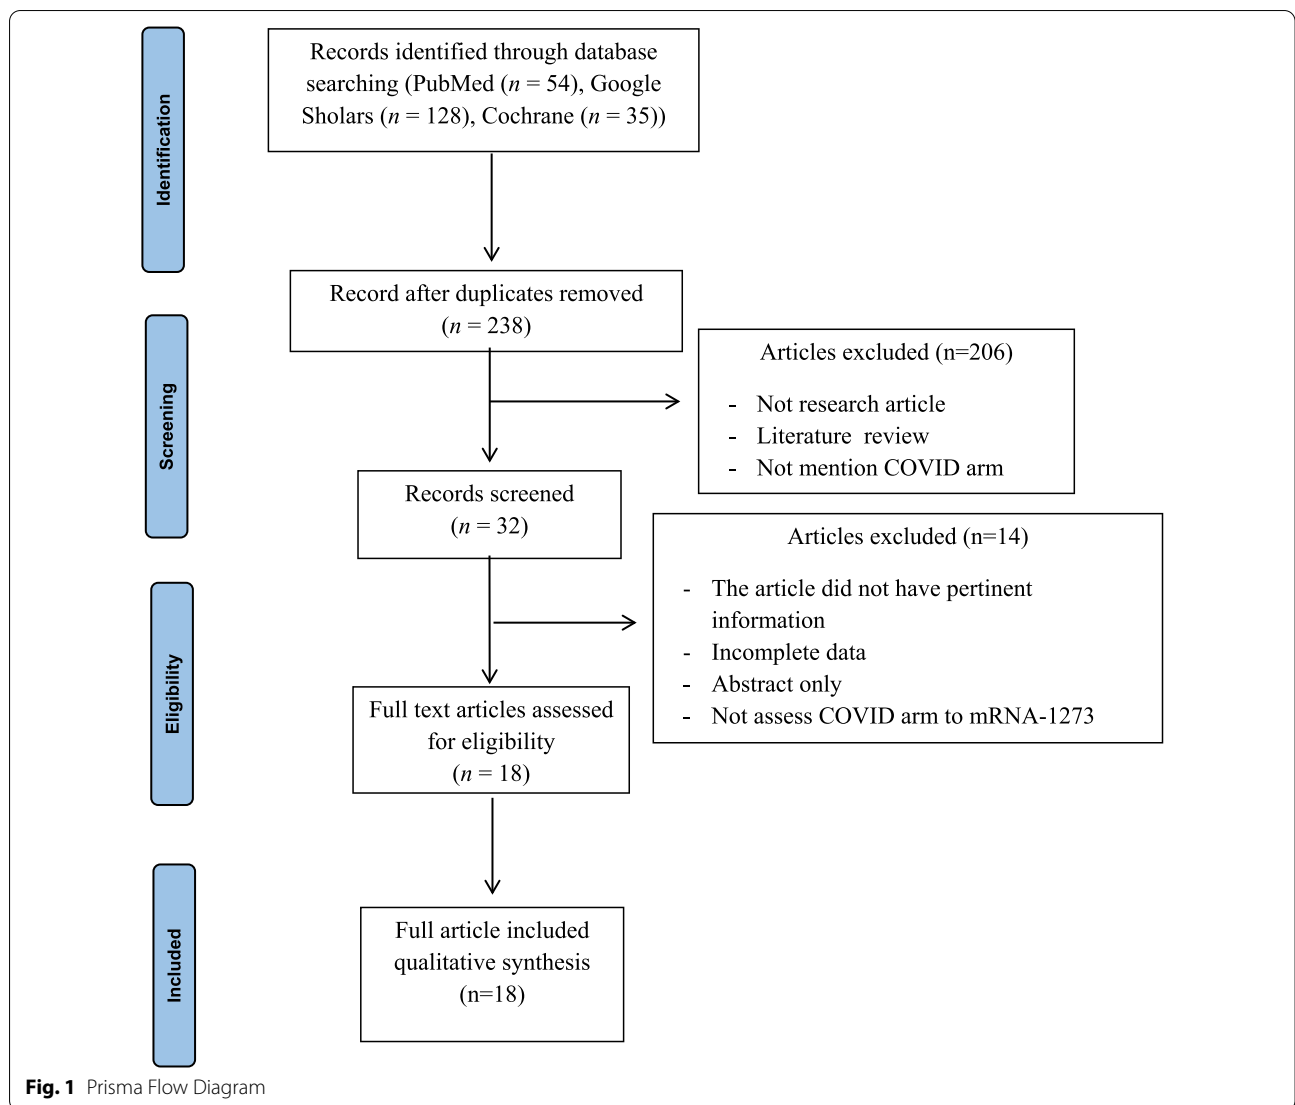 Identification
Records identified through database
searching (PubMed (n = 54), Google
Sholars (n = 128), Cochrane (n = 35))
Record after duplicates removed
(n = 238)
Screening
Articles excluded (n=206)
- Not research article
- Literature review
- Not mention COVID arm
Records screened
(n = 32)
Articles excluded (n=14)
- The article did not have pertinent
information
- Incomplete data
- Abstract only
- Not assess COVID arm to mRNA-1273
Eligibility
Full text articles assessed
for eligibility
(n = 18)
Included
Full article included
qualitative synthesis
(n=18)
Fig. 1 Prisma Flow Diagram